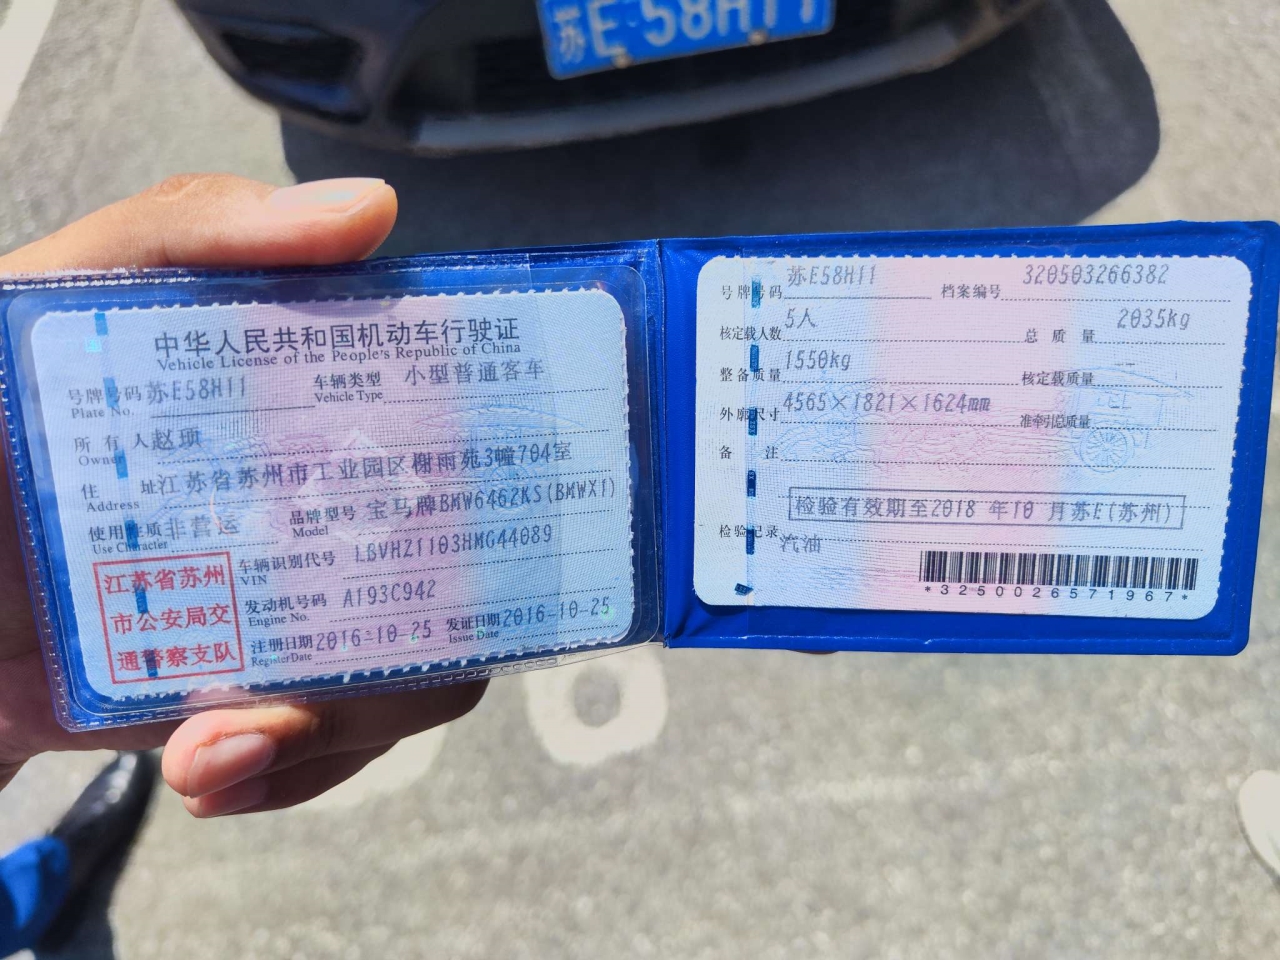 苏E 58H11
中华人民共和国机动车行驶证
Vehicle License of the People's Republic of China
号牌号码 苏E58H11 车辆类型 小型普通客车
Plate No. Vehicle Type
所有人 赵顼
Owner
住址 江苏省苏州市工业园区榭雨苑3幢704室
Address
使用性质 非营运 品牌型号 宝马牌BMW6462KS(BMWX1)
Use Character Model
江苏省苏州
市公安局交
通警察支队
车辆识别代号 LBVHZ1103HMG44089
VIN
发动机号码 A193C942
Engine No.
注册日期 2016-10-25 发证日期 2016-10-25
Register Date Issue Date
号牌号码 苏E58H11 档案编号 320503266382
核定载人数 5人 总质量 2035kg
整备质量 1550kg 核定载质量 --
外廓尺寸 4565×1821×1624mm 准牵引总质量
备注
检验有效期至2018年10月苏E(苏州)
检验记录
汽油
*3250026571967*